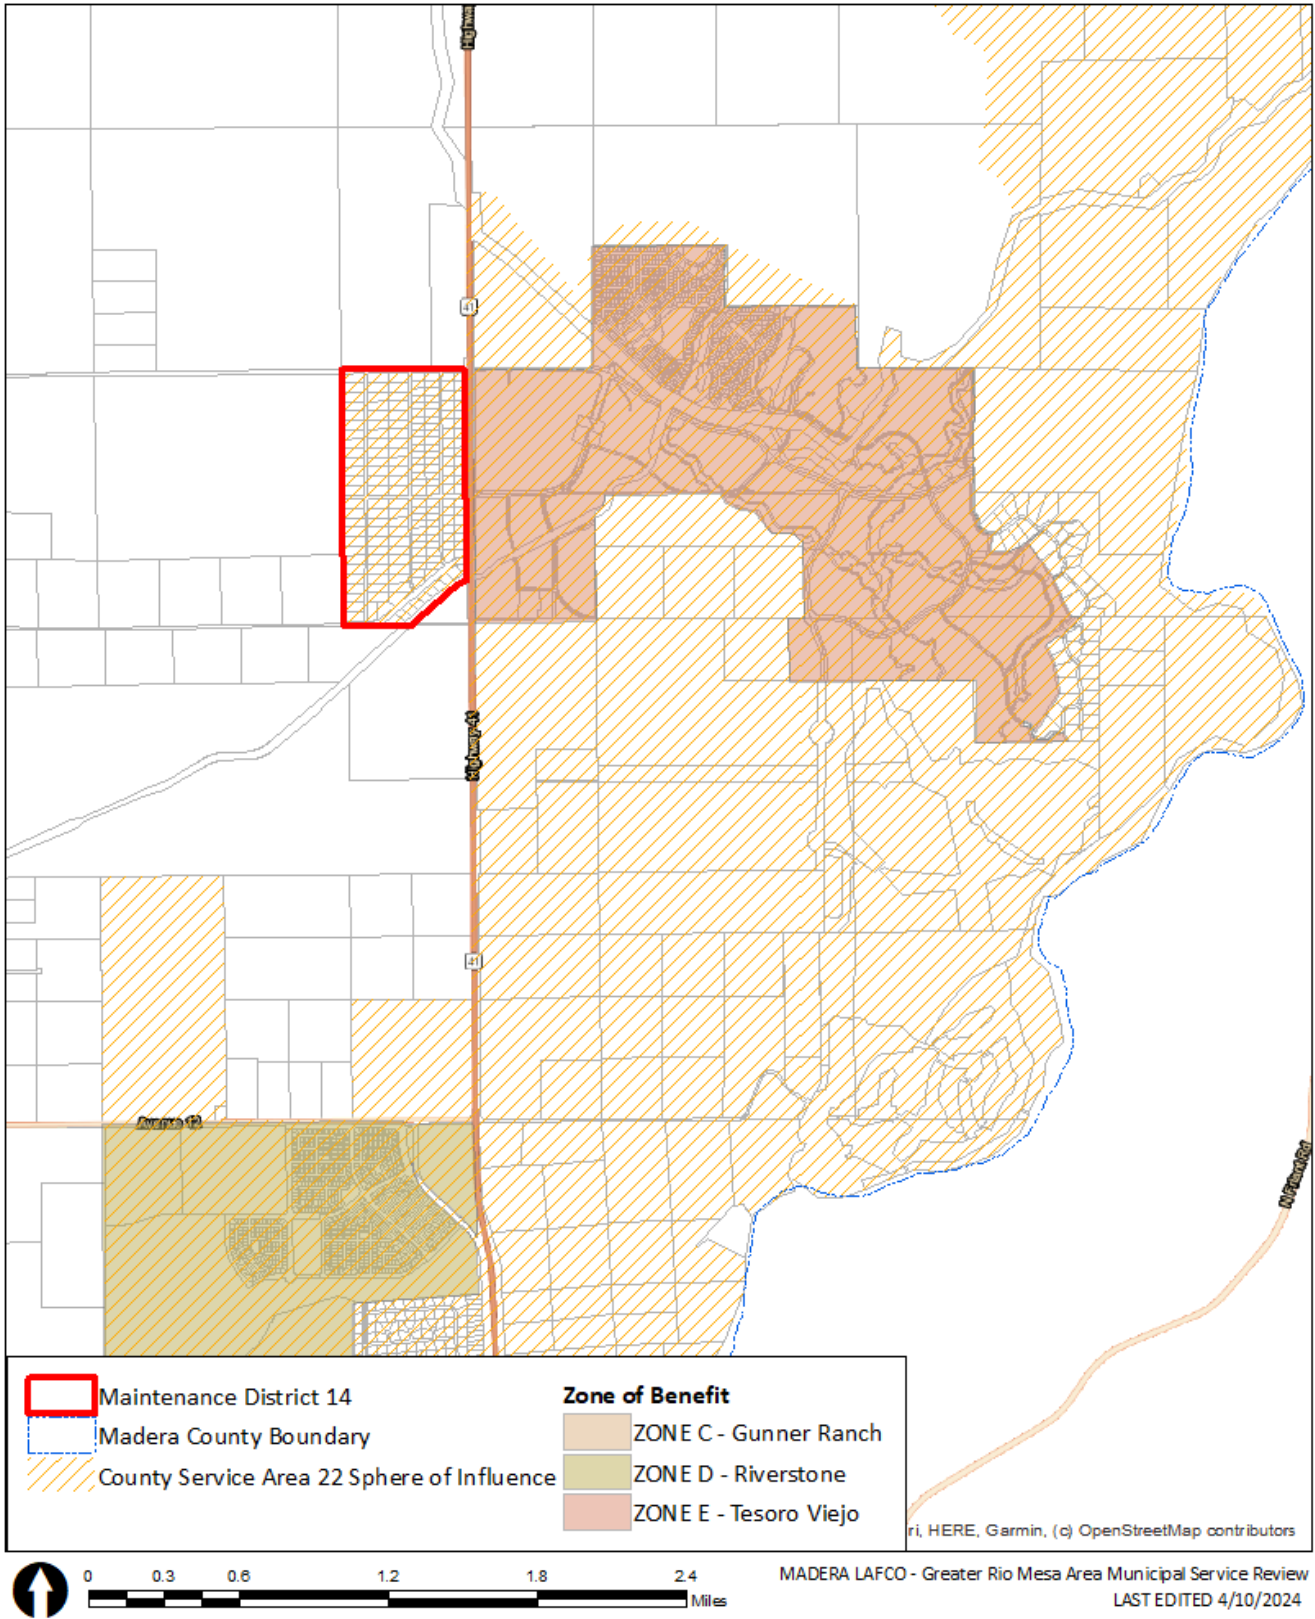 Highwa
41
Highway 41
41
Avenue 12
N Friant Rd
Maintenance District 14
Madera County Boundary
County Service Area 22 Sphere of Influence
Zone of Benefit
ZONE C - Gunner Ranch
ZONE D - Riverstone
ZONE E - Tesoro Viejo
ri, HERE, Garmin, (c) OpenStreetMap contributors
0 0.3 0.6 1.2 1.8 2.4
Miles
MADERA LAFCO - Greater Rio Mesa Area Municipal Service Review
LAST EDITED 4/10/2024